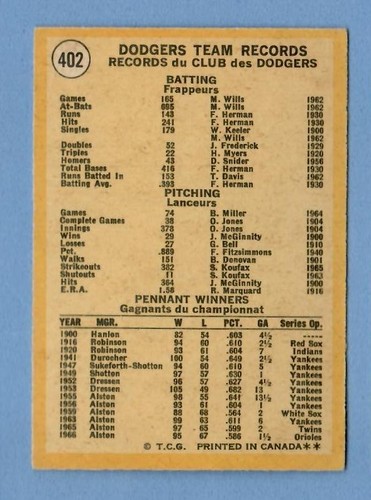 402
DODGERS TEAM RECORDS
RECORDS du CLUB des DODGERS
BATTING
Frappeurs
Games 165 M. Wills 1962
At-Bats 695 M. Wills 1962
Runs 143 F. Herman 1930
Hits 241 F. Herman 1930
Singles 179 W. Keeler 1900
M. Wills 1962
Doubles 52 J. Frederick 1929
Triples 22 H. Myers 1920
Homers 43 D. Snider 1956
Total Bases 416 F. Herman 1930
Runs Batted In 153 T. Davis 1962
Batting Avg. .393 F. Herman 1930
PITCHING
Lanceurs
Games 74 B. Miller 1964
Complete Games 38 O. Jones 1904
Innings 378 O. Jones 1904
Wins 29 J. McGinnity 1900
Losses 27 G. Bell 1910
Pct. .889 F. Fitzsimmons 1940
Walks 151 B. Donovan 1901
Strikeouts 382 S. Koufax 1965
Shutouts 11 S. Koufax 1963
Hits 364 J. McGinnity 1900
E.R.A. 1.58 R. Marquard 1916
PENNANT WINNERS
Gagnants du championnat
YEAR MGR. W L PCT. GA Series Op.
1900 Hanlon 82 54 .603 4½
1916 Robinson 94 60 .610 2½ Red Sox
1920 Robinson 93 61 .604 7 Indians
1941 Durocher 100 54 .649 2½ Yankees
1947 Sukeforth-Shotton 94 60 .610 5 Yankees
1949 Shotton 97 57 .630 1 Yankees
1952 Dressen 96 57 .627 4½ Yankees
1953 Dressen 105 49 .682 13 Yankees
1955 Alston 98 55 .641 13½ Yankees
1956 Alston 93 61 .604 1 Yankees
1959 Alston 88 68 .564 2 White Sox
1963 Alston 99 63 .611 6 Yankees
1965 Alston 97 65 .599 2 Twins
1966 Alston 95 67 .586 1½ Orioles
© T.C.G. PRINTED IN CANADA**